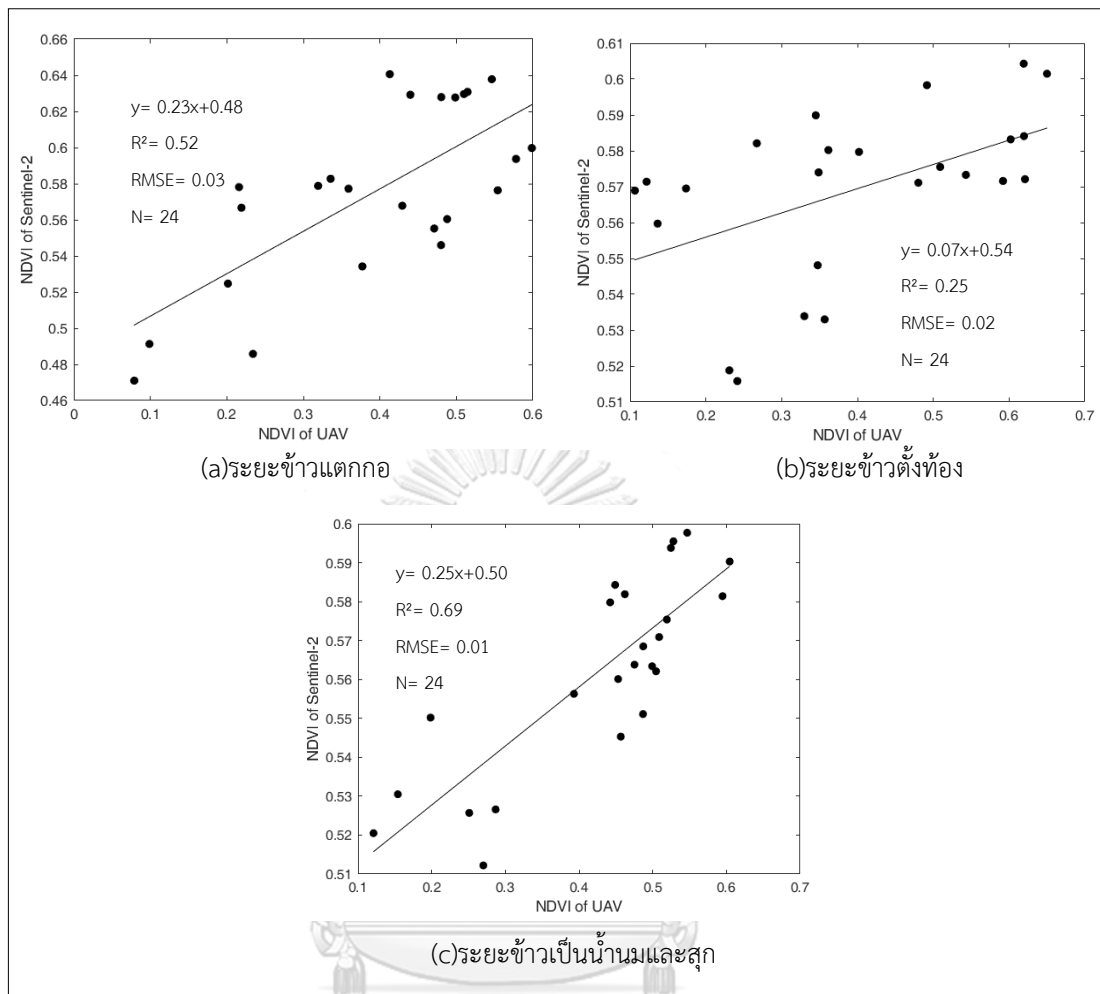 0.66
0.64
0.62
0.6
0.58
0.56
0.54
0.52
0.5
0.48
0.46
NDVI of Sentinel-2
y= 0.23x+0.48
R²= 0.52
RMSE= 0.03
N= 24
0 0.1 0.2 0.3 0.4 0.5 0.6
NDVI of UAV
(a)ระยะข้าวแตกกอ
0.61
0.6
0.59
0.58
0.57
0.56
0.55
0.54
0.53
0.52
0.51
NDVI of Sentinel-2
y= 0.07x+0.54
R²= 0.25
RMSE= 0.02
N= 24
0.1 0.2 0.3 0.4 0.5 0.6 0.7
NDVI of UAV
(b)ระยะข้าวตั้งท้อง
0.6
0.59
0.58
0.57
0.56
0.55
0.54
0.53
0.52
0.51
NDVI of Sentinel-2
y= 0.25x+0.50
R²= 0.69
RMSE= 0.01
N= 24
0.1 0.2 0.3 0.4 0.5 0.6 0.7
NDVI of UAV
(c)ระยะข้าวเป็นน้ำนมและสุก